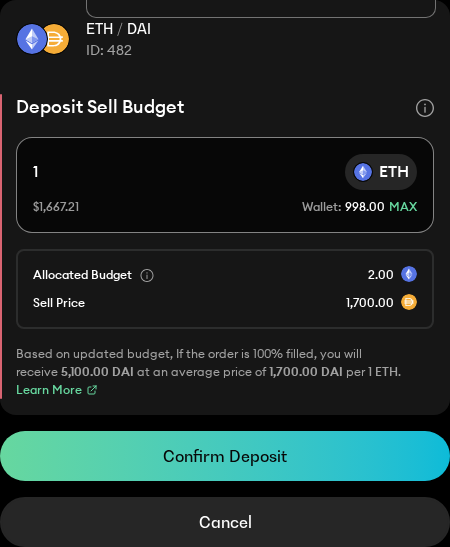 ETH / DAI
ID: 482
Deposit Sell Budget
1 ETH
$1,667.21 Wallet: 998.00 MAX
Allocated Budget 2.00
Sell Price 1,700.00
Based on updated budget, If the order is 100% filled, you will
receive 5,100.00 DAI at an average price of 1,700.00 DAI per 1 ETH.
Learn More
Confirm Deposit
Cancel